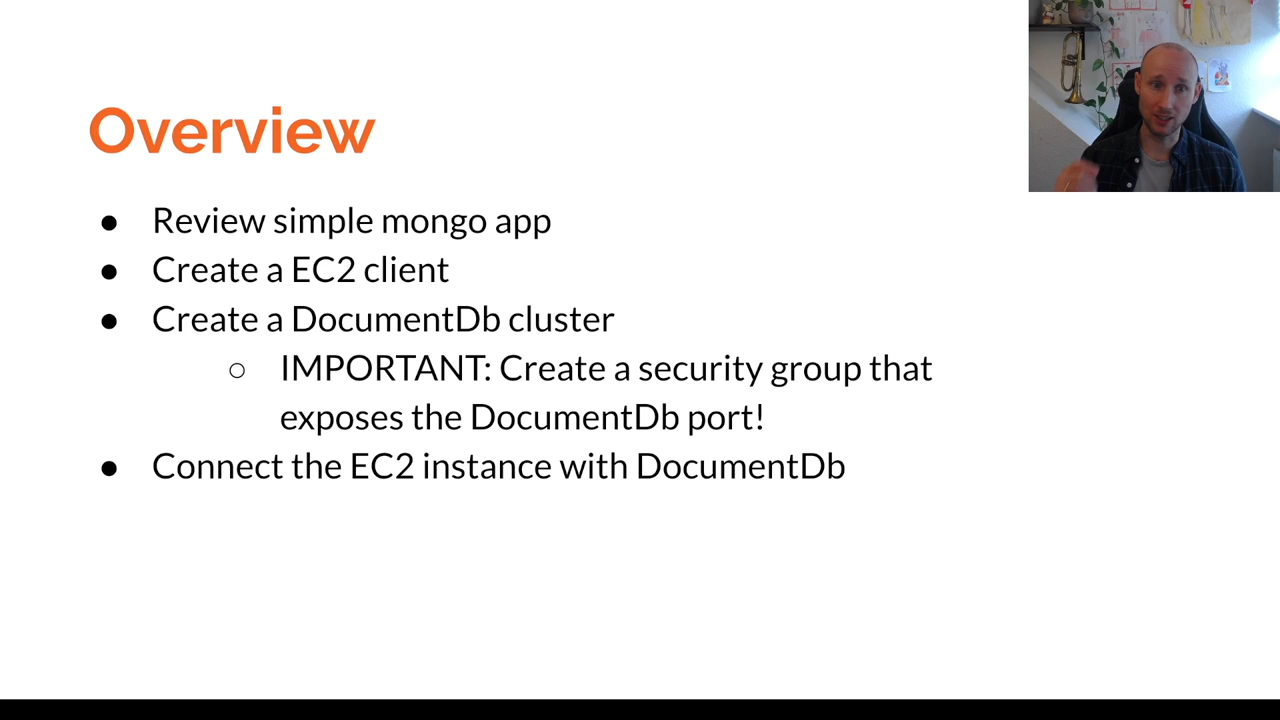 Overview
● Review simple mongo app
● Create a EC2 client
● Create a DocumentDb cluster
○ IMPORTANT: Create a security group that
exposes the DocumentDb port!
● Connect the EC2 instance with DocumentDb